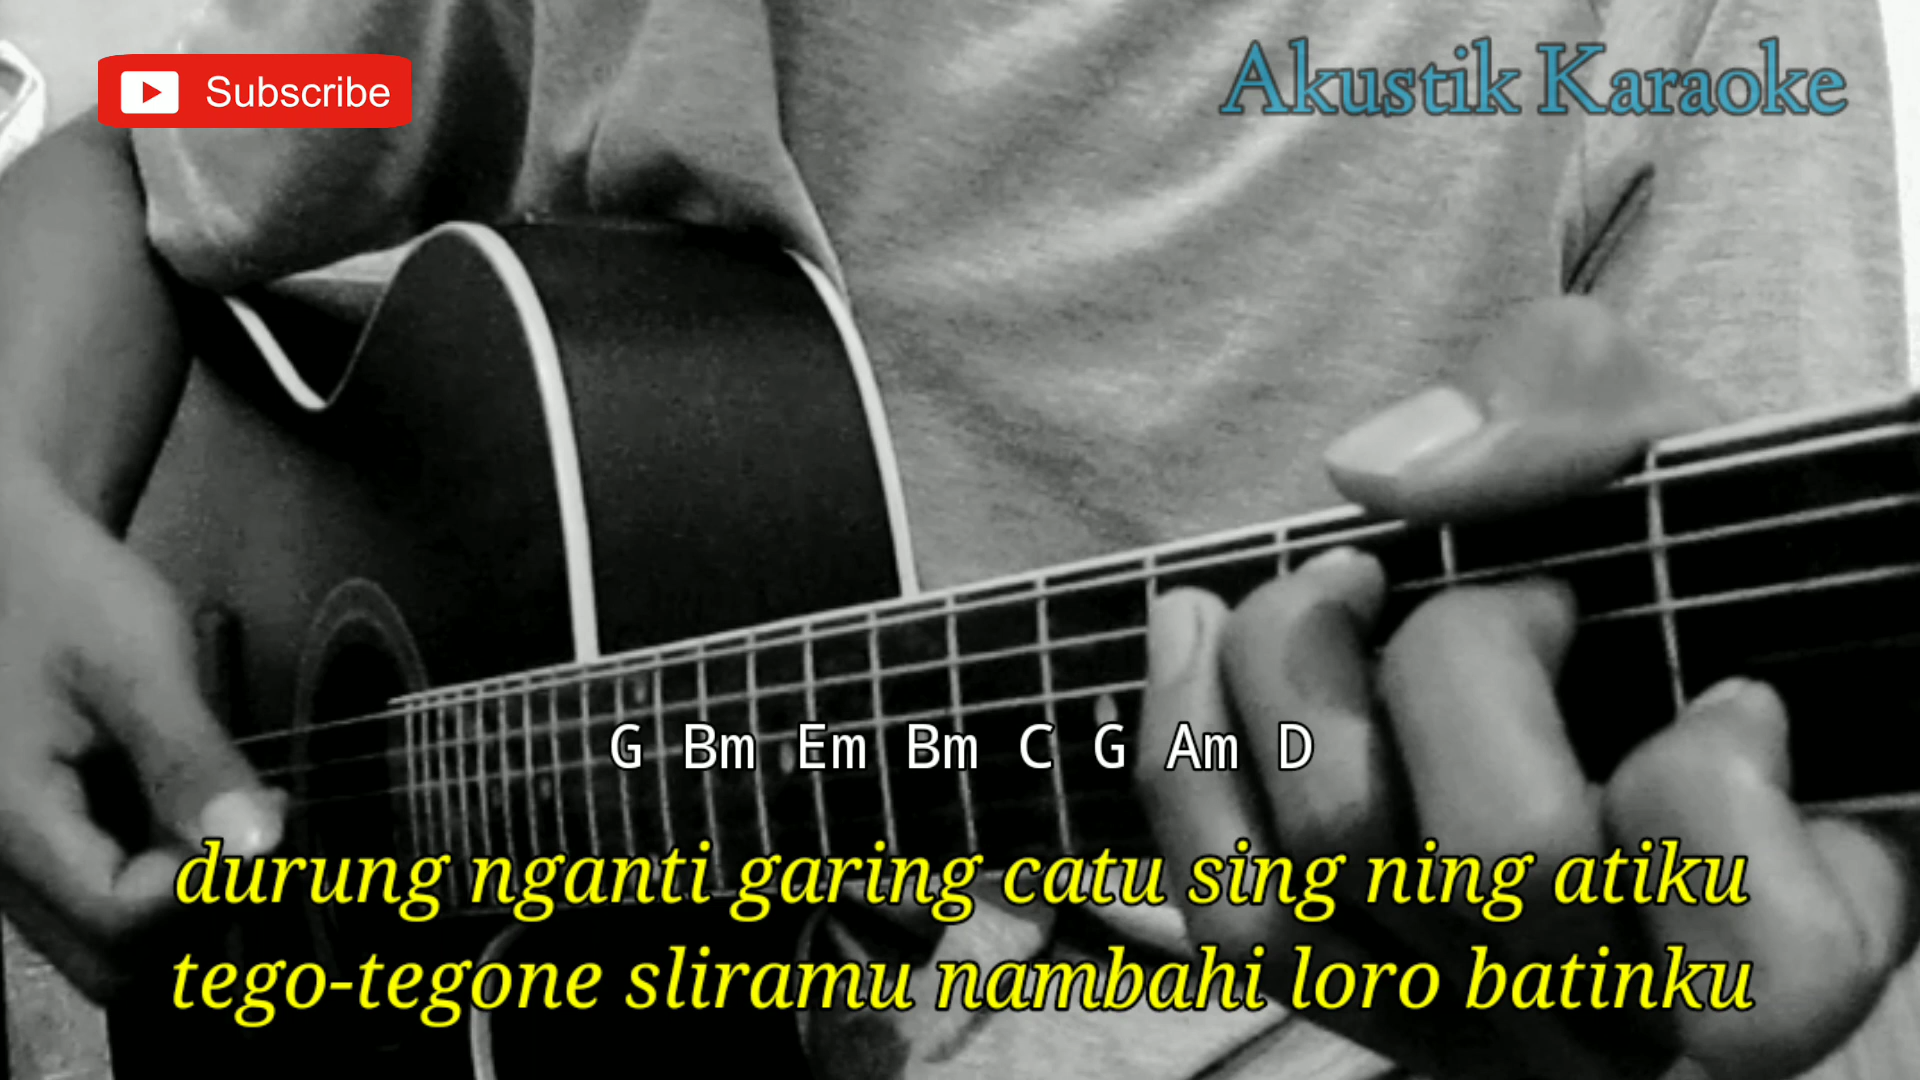 Subscribe
Akustik Karaoke
G Bm Em Bm C G Am D
durung nganti garing catu sing ning atiku
tego-tegone sliramu nambahi loro batinku